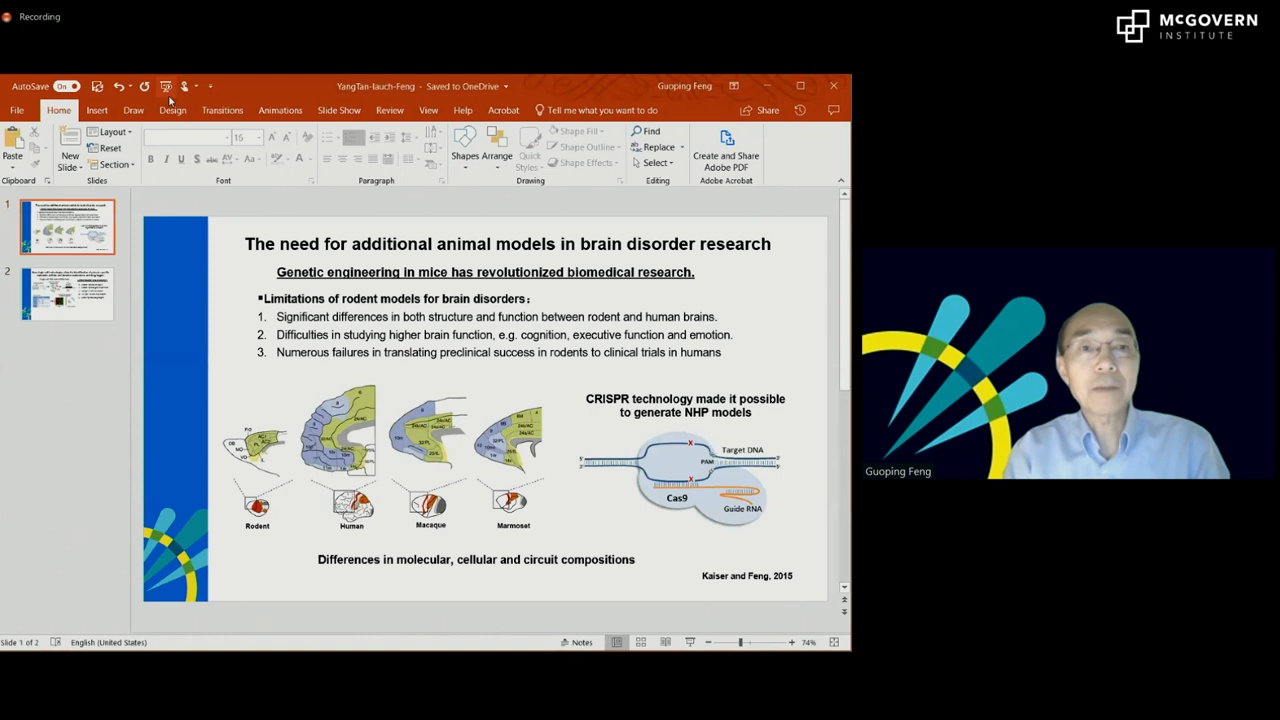 Recording
McGOVERN
INSTITUTE
AutoSave On
YangTan-lauch-Feng - Saved to OneDrive
Guoping Feng
File Home Insert Draw Design Transitions Animations Slide Show Review View Help Acrobat Tell me what you want to do Share
Paste
New
Slide
Layout
Reset
Section
15
Shapes Arrange Quick
Styles
Shape Fill
Shape Outline
Shape Effects
Find
Replace
Select
Create and Share
Adobe PDF
Clipboard Slides Font Paragraph Drawing Editing Adobe Acrobat
1
2
The need for additional animal models in brain disorder research
Genetic engineering in mice has revolutionized biomedical research.
▪Limitations of rodent models for brain disorders:
1. Significant differences in both structure and function between rodent and human brains.
2. Difficulties in studying higher brain function, e.g. cognition, executive function and emotion.
3. Numerous failures in translating preclinical success in rodents to clinical trials in humans
CRISPR technology made it possible
to generate NHP models
Target DNA
PAM
Cas9
Guide RNA
Rodent Human Macaque Marmoset
Differences in molecular, cellular and circuit compositions
Kaiser and Feng, 2015
Guoping Feng
Slide 1 of 2 English (United States) Notes 74%